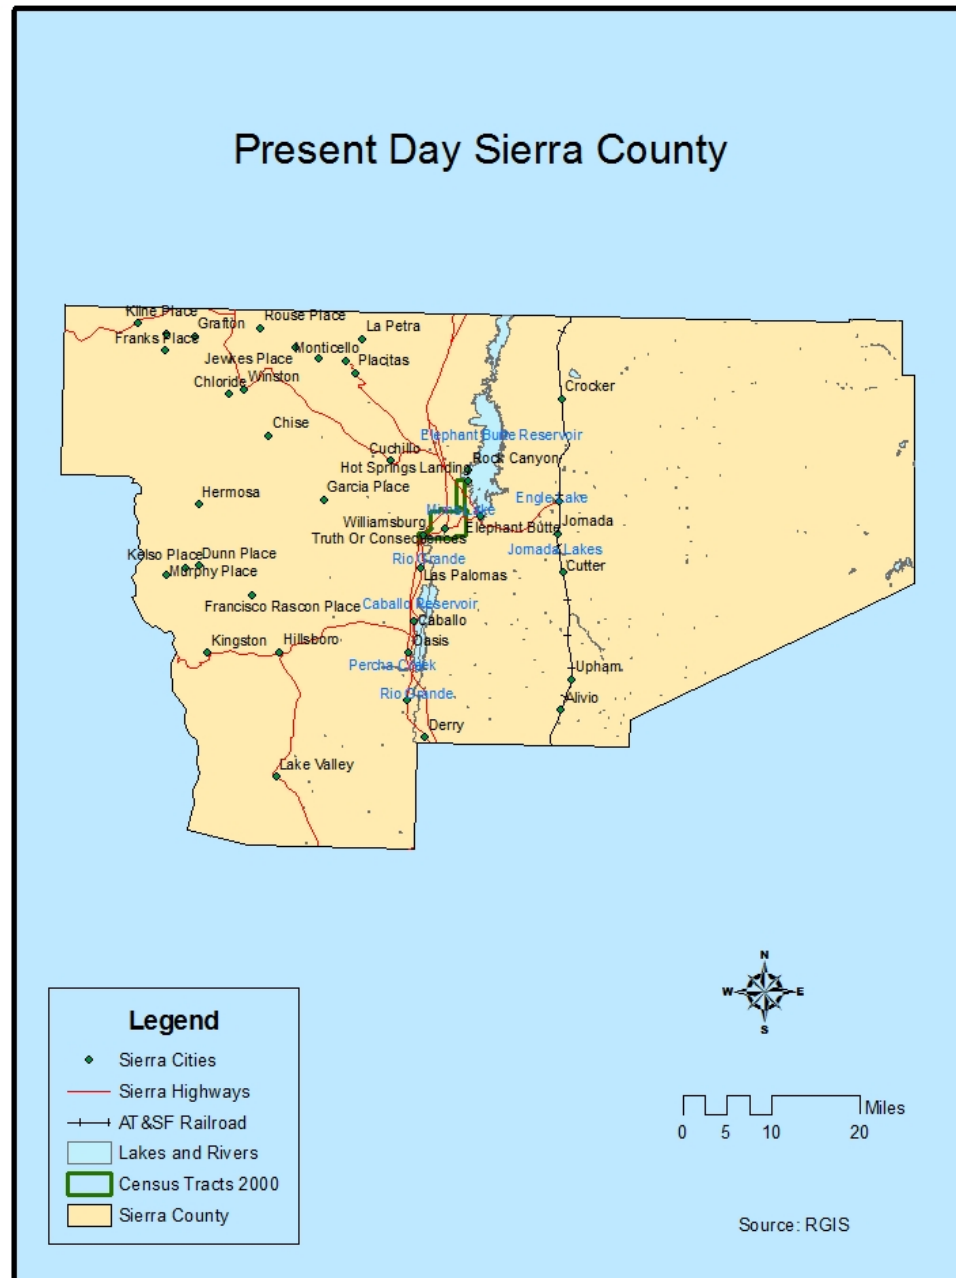 Present Day Sierra County
Kline Place
Rouse Place
Grafton
La Petra
Franks Place
Monticello
Jewkes Place
Placitas
Winston
Chloride
Crocker
Chise
Elephant Butte Reservoir
Cuchillo
Rock Canyon
Hot Springs Landing
Garcia Place
Hermosa
Engle Lake
Williamsburg
Elephant Butte
Jornada
Truth Or Consequences
Jornada Lakes
Kelso Place
Dunn Place
Rio Grande
Cutter
Murphy Place
Las Palomas
Francisco Rascon Place
Caballo Reservoir
Caballo
Kingston
Hillsboro
Oasis
Percha Creek
Upham
Rio Grande
Alivio
Derry
Lake Valley
N
W E
S
Legend
Sierra Cities
Sierra Highways
AT&SF Railroad
Lakes and Rivers
Census Tracts 2000
Sierra County
Miles
0 5 10 20
Source: RGIS